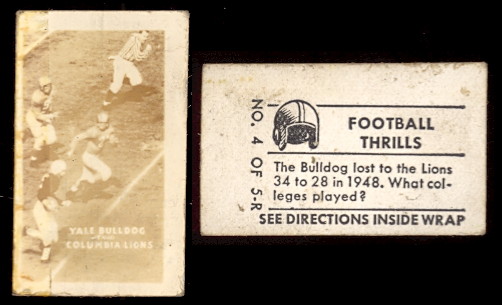 YALE BULLDOG
COLUMBIA LIONS
NO. 4 OF 5-R
FOOTBALL
THRILLS
The Bulldog lost to the Lions
34 to 28 in 1948. What col-
leges played?
SEE DIRECTIONS INSIDE WRAP